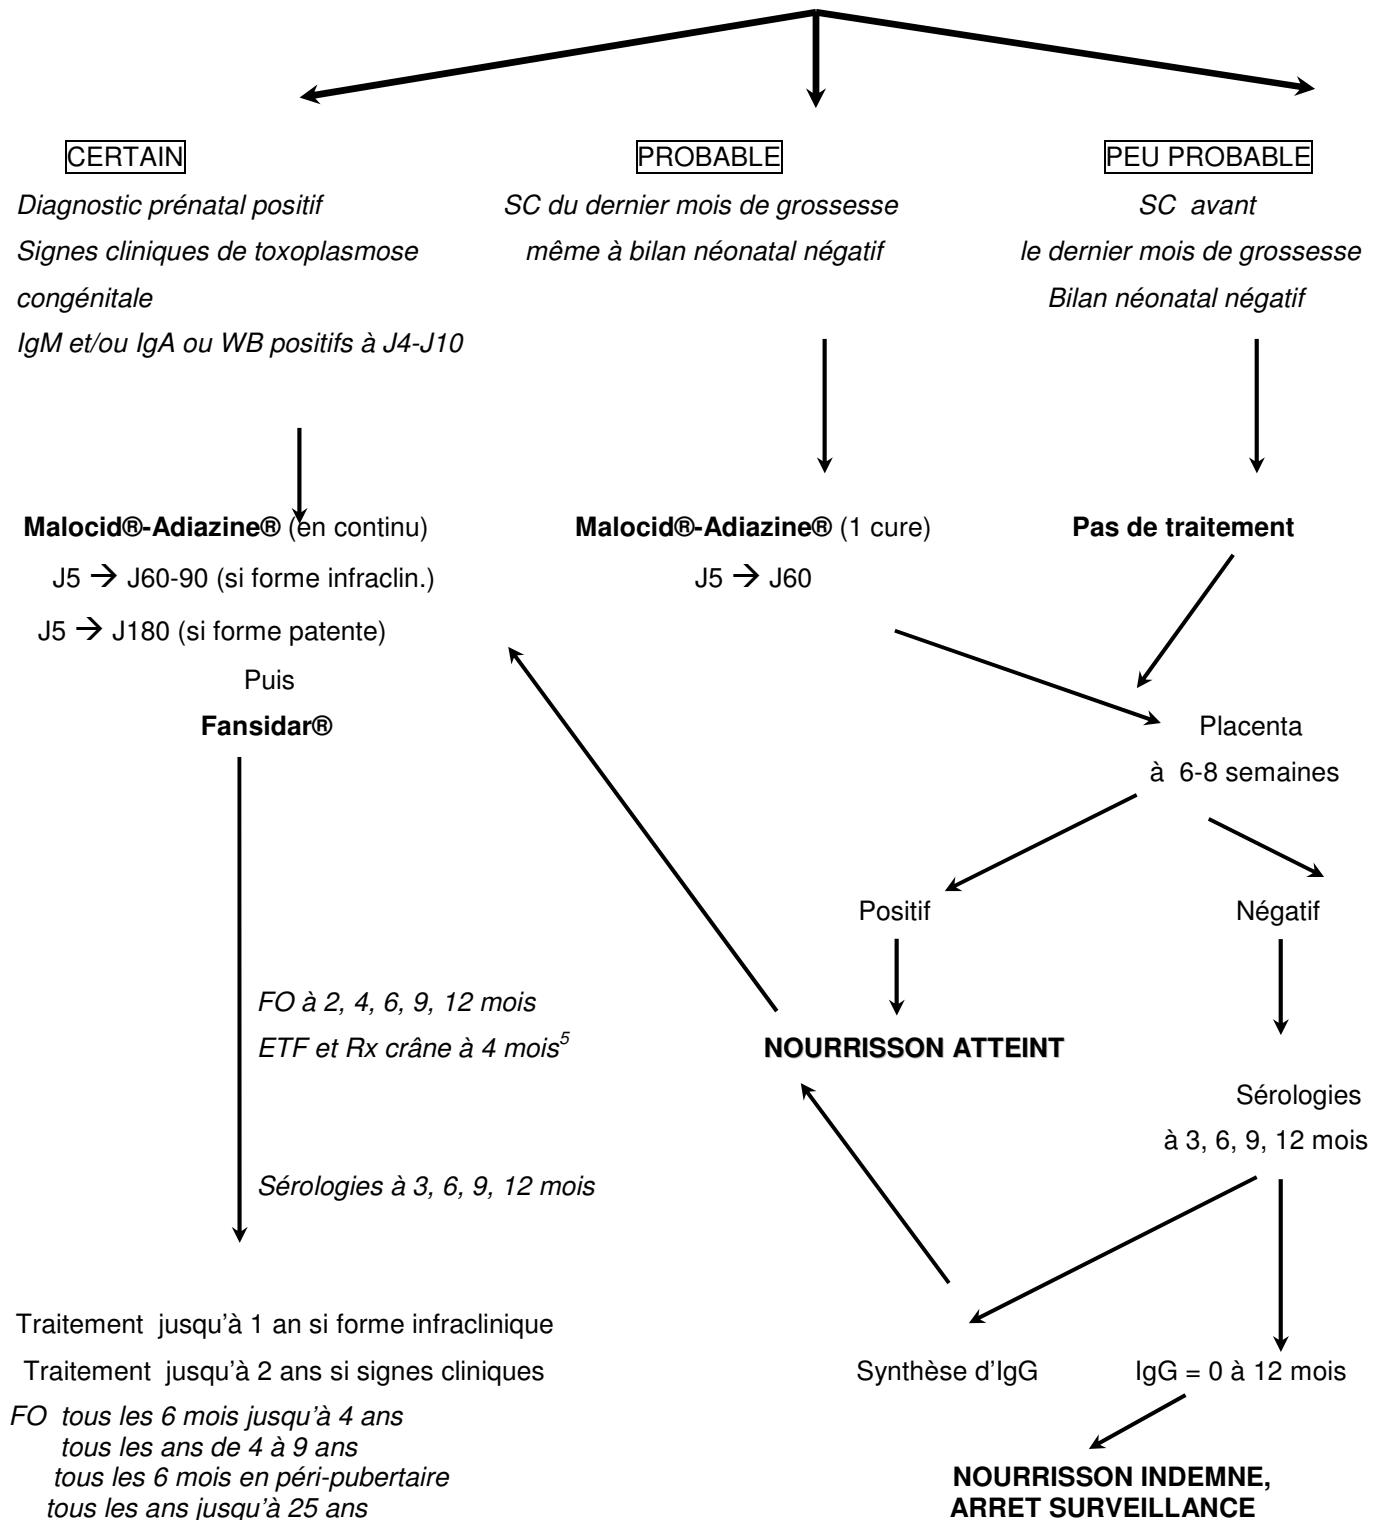 CERTAIN
Diagnostic prénatal positif
Signes cliniques de toxoplasmose
congénitale
IgM et/ou IgA ou WB positifs à J4-J10
PROBABLE
SC du dernier mois de grossesse
même à bilan néonatal négatif
PEU PROBABLE
SC avant
le dernier mois de grossesse
Bilan néonatal négatif
Malocid®-Adiazine® (en continu)
J5 → J60-90 (si forme infraclin.)
J5 → J180 (si forme patente)
Puis
Fansidar®
Malocid®-Adiazine® (1 cure)
J5 → J60
Pas de traitement
Placenta
à 6-8 semaines
Positif
Négatif
FO à 2, 4, 6, 9, 12 mois
ETF et Rx crâne à 4 mois⁵
NOURRISSON ATTEINT
Sérologies
à 3, 6, 9, 12 mois
Sérologies à 3, 6, 9, 12 mois
Traitement jusqu'à 1 an si forme infraclinique
Traitement jusqu'à 2 ans si signes cliniques
FO tous les 6 mois jusqu'à 4 ans
tous les ans de 4 à 9 ans
tous les 6 mois en péri-pubertaire
tous les ans jusqu'à 25 ans
Synthèse d'IgG
IgG = 0 à 12 mois
NOURRISSON INDEMNE,
ARRET SURVEILLANCE